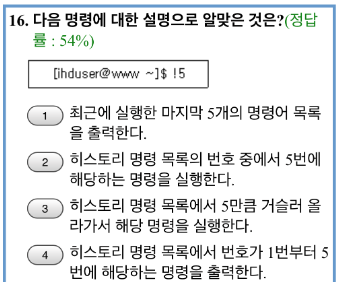 16. 다음 명령에 대한 설명으로 알맞은 것은?(정답
률 : 54%)
[ihduser@www ~]$ !5
1 최근에 실행한 마지막 5개의 명령어 목록
을 출력한다.
2 히스토리 명령 목록의 번호 중에서 5번에
해당하는 명령을 실행한다.
3 히스토리 명령 목록에서 5만큼 거슬러 올
라가서 해당 명령을 실행한다.
4 히스토리 명령 목록에서 번호가 1번부터 5
번에 해당하는 명령을 출력한다.